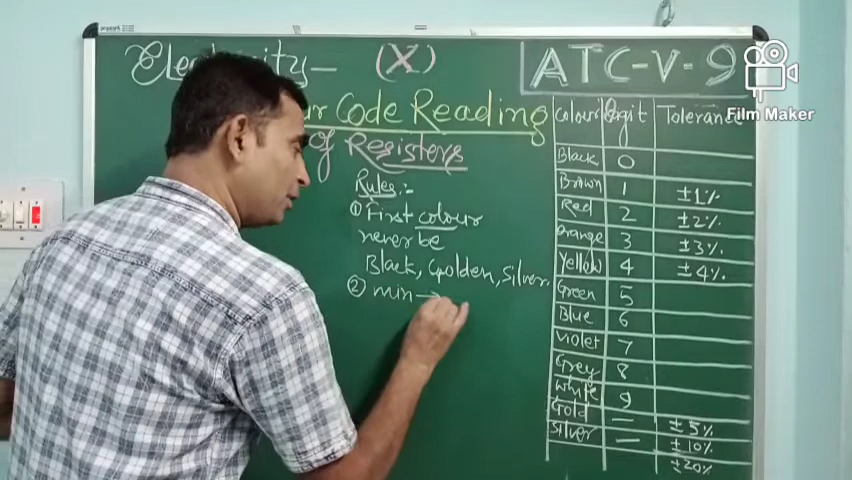 (X)
ATC-V-9
Code Reading
of Registers
Rules :-
① First colour
never be
Black, Golden, Silver.
② min →
Colour Digit Tolerance
Black 0
Brown 1 ±1%
Red 2 ±2%
Orange 3 ±3%
Yellow 4 ±4%
Green 5
Blue 6
Violet 7
Grey 8
White 9
Gold — ±5%
Silver — ±10%
±20%
Film Maker